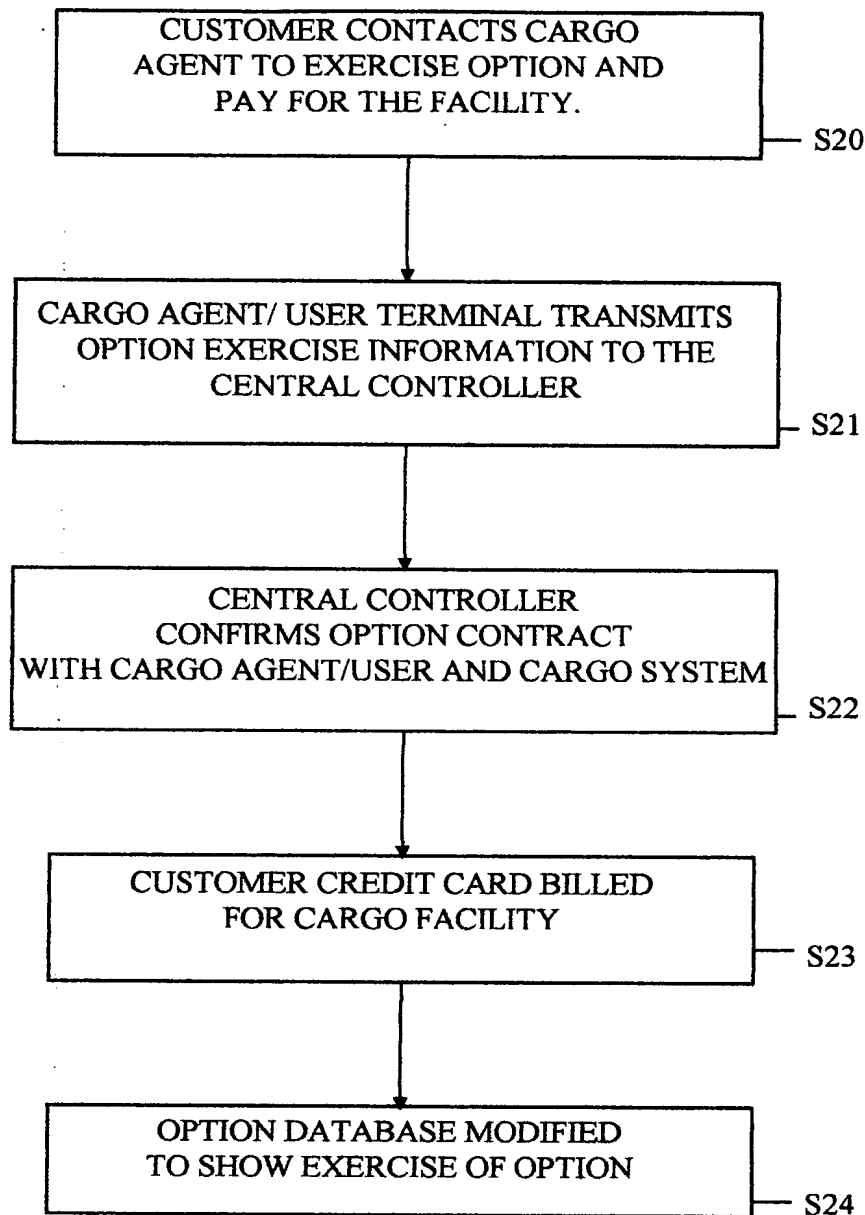 CUSTOMER CONTACTS CARGO
AGENT TO EXERCISE OPTION AND
PAY FOR THE FACILITY.
S20
CARGO AGENT/ USER TERMINAL TRANSMITS
OPTION EXERCISE INFORMATION TO THE
CENTRAL CONTROLLER
S21
CENTRAL CONTROLLER
CONFIRMS OPTION CONTRACT
WITH CARGO AGENT/USER AND CARGO SYSTEM
S22
CUSTOMER CREDIT CARD BILLED
FOR CARGO FACILITY
S23
OPTION DATABASE MODIFIED
TO SHOW EXERCISE OF OPTION
S24